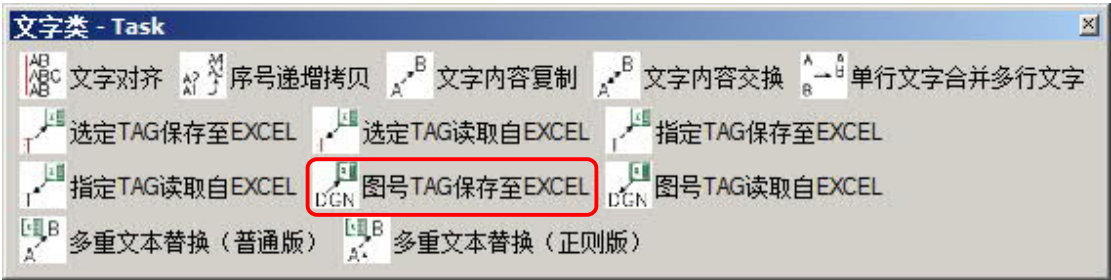 文字类 - Task
文字对齐 序号递增拷贝 文字内容复制 文字内容交换 单行文字合并多行文字
选定TAG保存至EXCEL 选定TAG读取自EXCEL 指定TAG保存至EXCEL
指定TAG读取自EXCEL DGN 图号TAG保存至EXCEL DGN 图号TAG读取自EXCEL
多重文本替换（普通版） 多重文本替换（正则版）